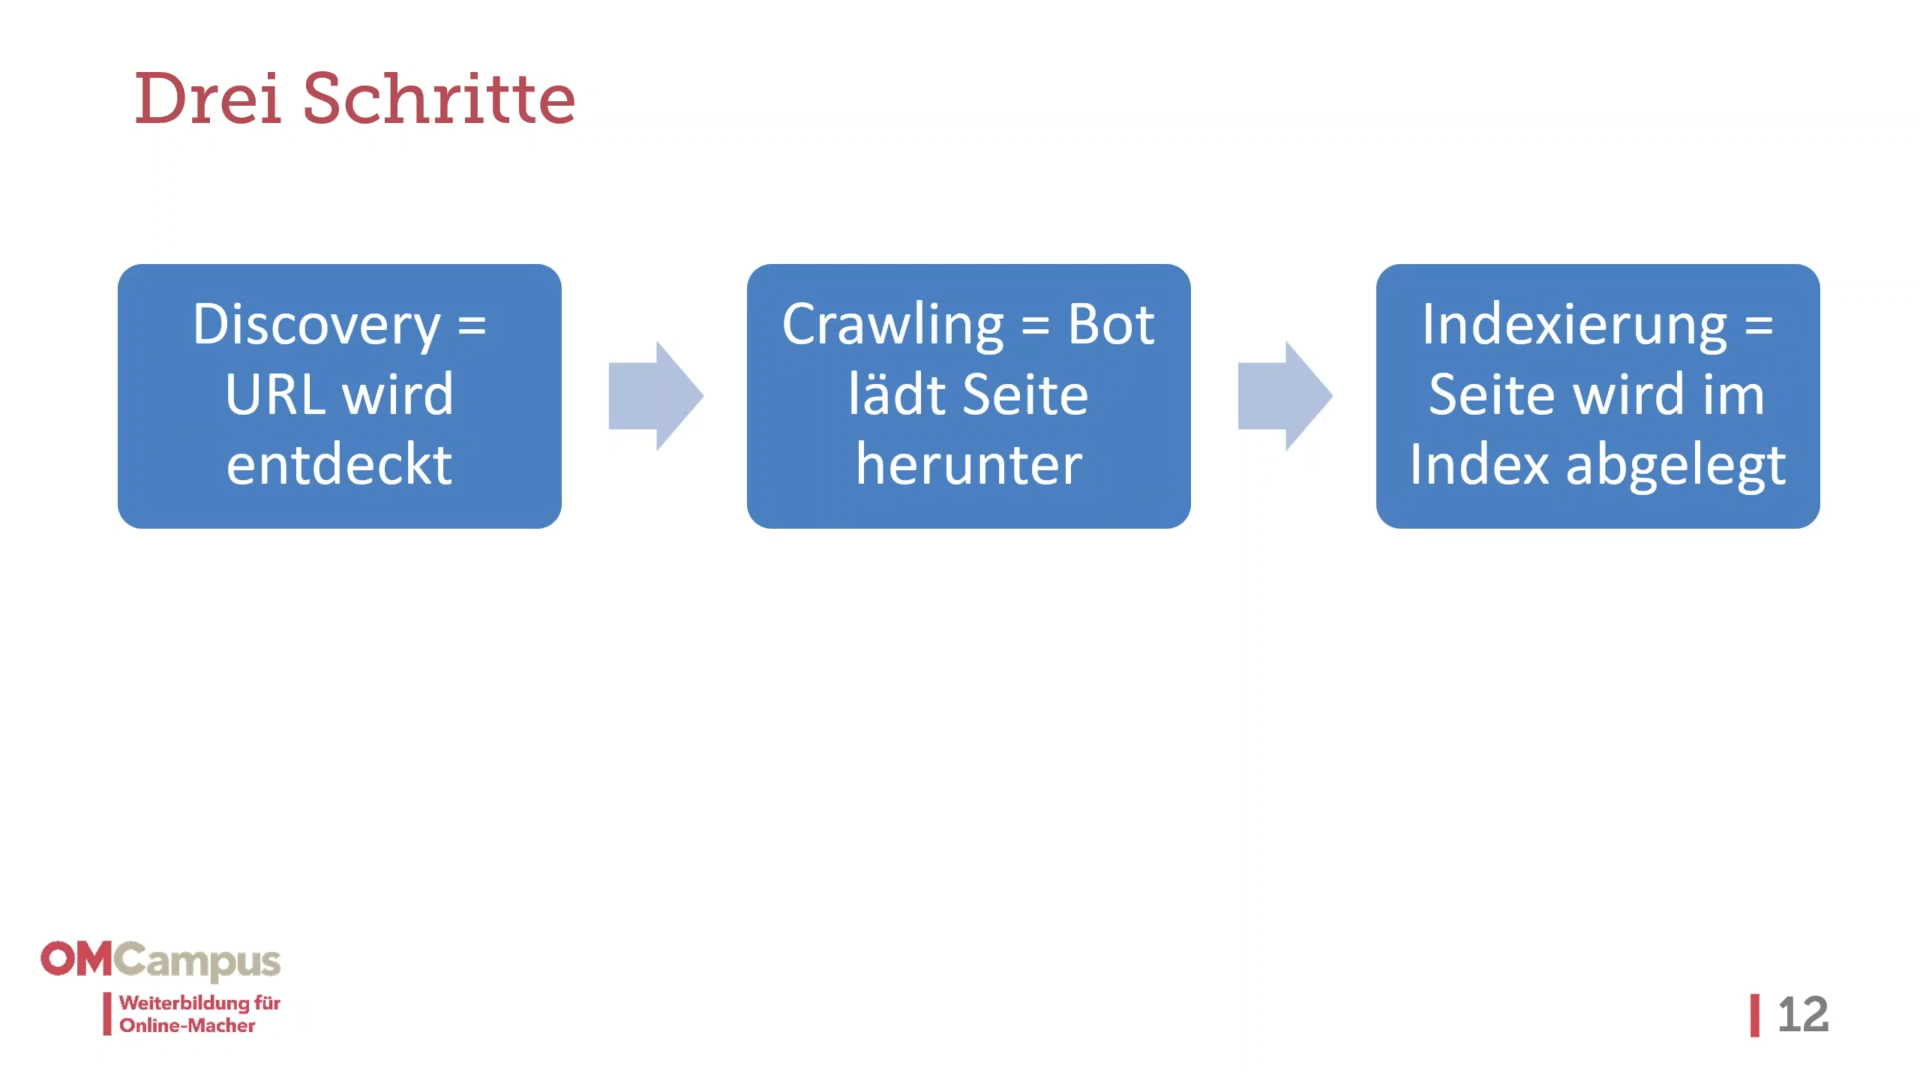 Drei Schritte
Discovery =
URL wird
entdeckt
Crawling = Bot
lädt Seite
herunter
Indexierung =
Seite wird im
Index abgelegt
OMCampus
Weiterbildung für
Online-Macher
12